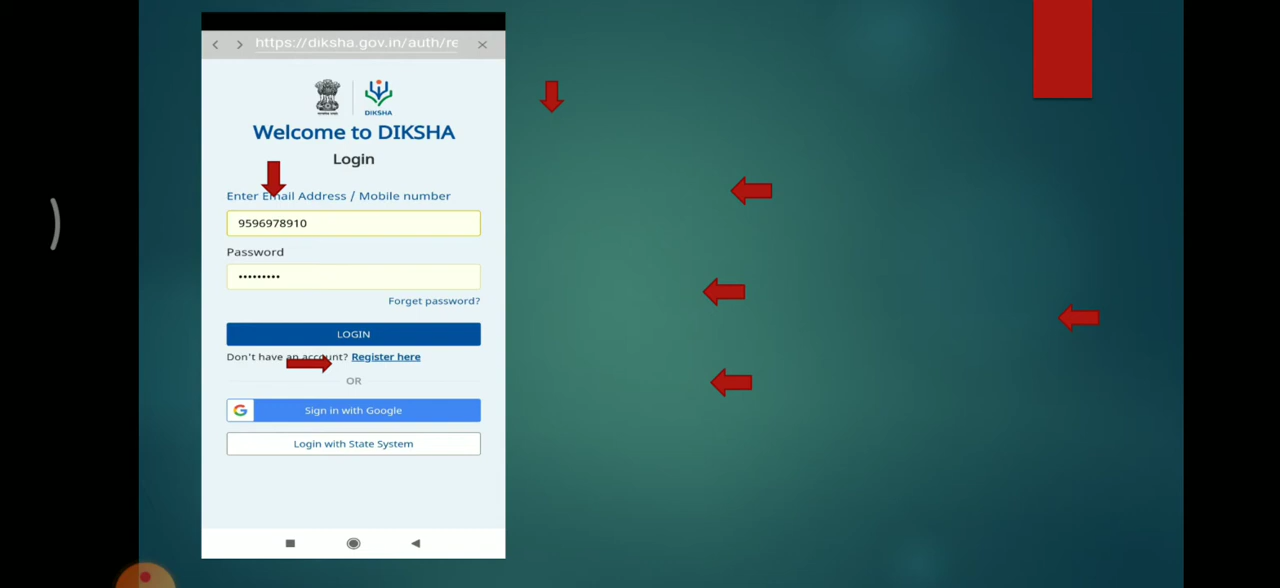 https://diksha.gov.in/auth/re
DIKSHA
Welcome to DIKSHA
Login
Enter Email Address / Mobile number
9596978910
Password
•••••••••
Forget password?
LOGIN
Don't have an account? Register here
OR
G Sign in with Google
Login with State System